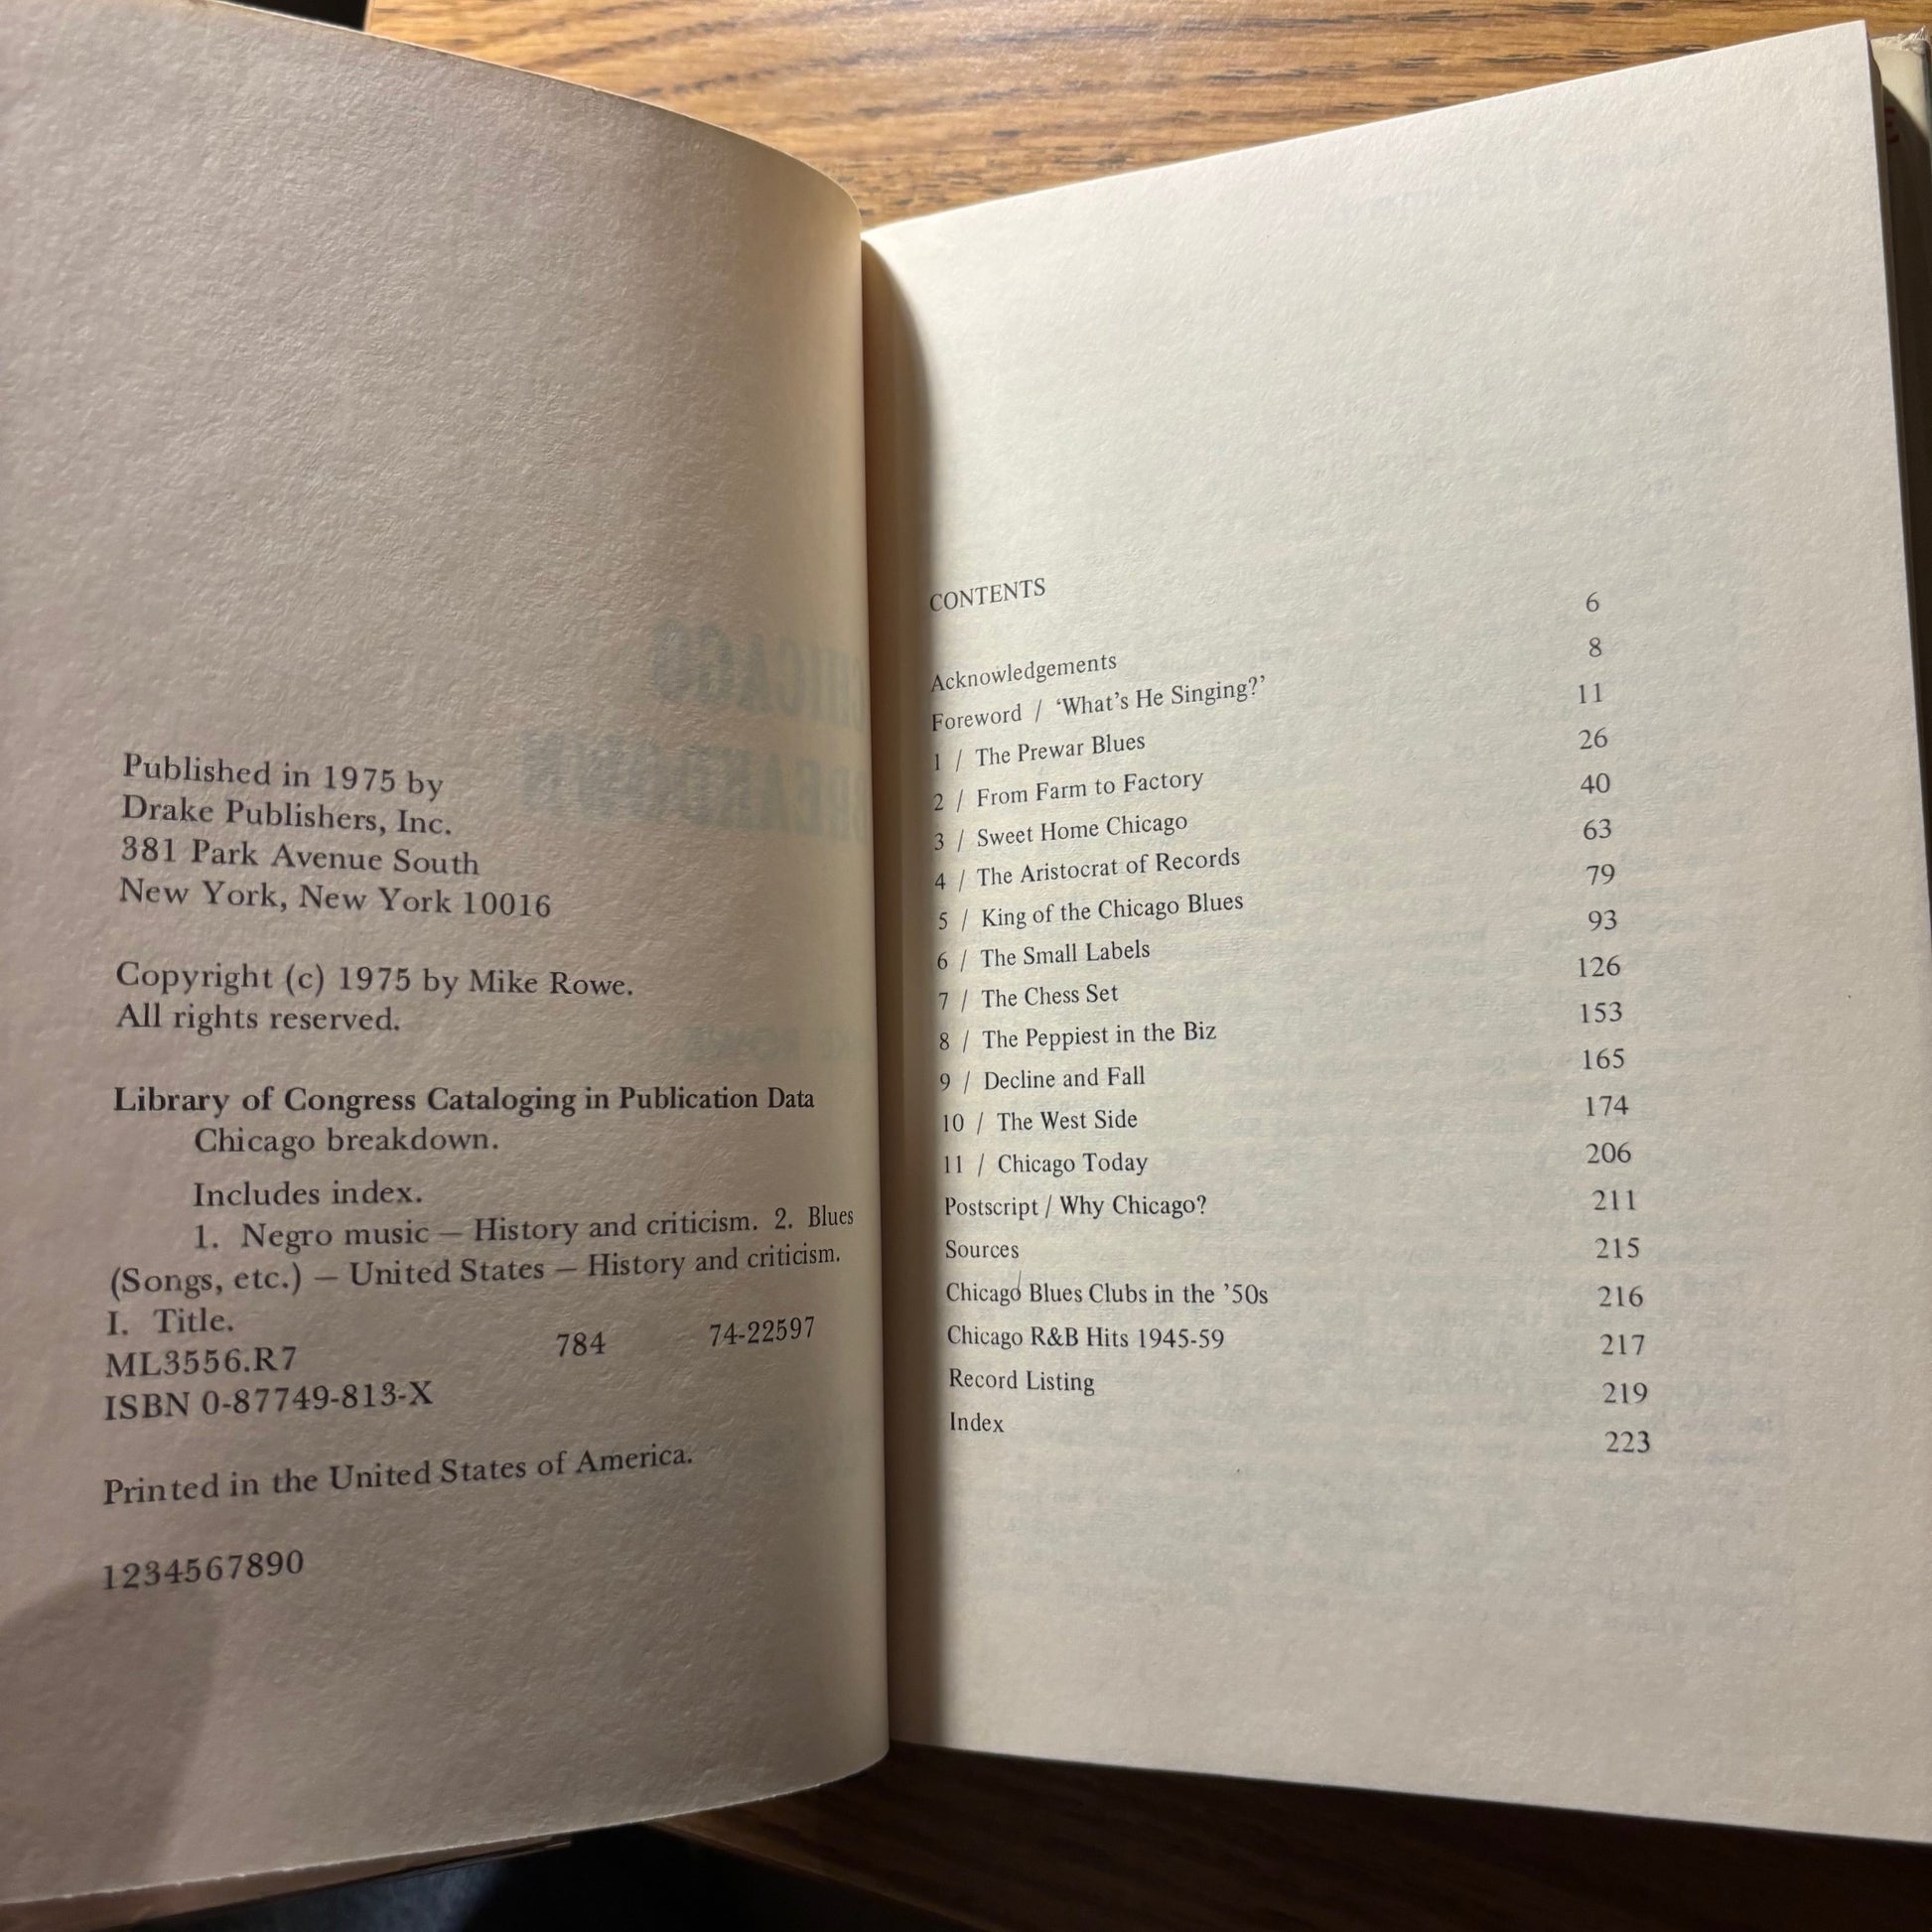 Published in 1975 by
Drake Publishers, Inc.
381 Park Avenue South
New York, New York 10016
Copyright (c) 1975 by Mike Rowe.
All rights reserved.
Library of Congress Cataloging in Publication Data
Chicago breakdown.
Includes index.
1. Negro music — History and criticism. 2. Blues
(Songs, etc.) — United States — History and criticism.
I. Title.
ML3556.R7 784 74-22597
ISBN 0-87749-813-X
Printed in the United States of America.
1234567890
CONTENTS
Acknowledgements 6
Foreword / ‘What’s He Singing?’ 8
1 / The Prewar Blues 11
2 / From Farm to Factory 26
3 / Sweet Home Chicago 40
4 / The Aristocrat of Records 63
5 / King of the Chicago Blues 79
6 / The Small Labels 93
7 / The Chess Set 126
8 / The Peppiest in the Biz 153
9 / Decline and Fall 165
10 / The West Side 174
11 / Chicago Today 206
Postscript / Why Chicago? 211
Sources 215
Chicago Blues Clubs in the ’50s 216
Chicago R&B Hits 1945-59 217
Record Listing 219
Index 223